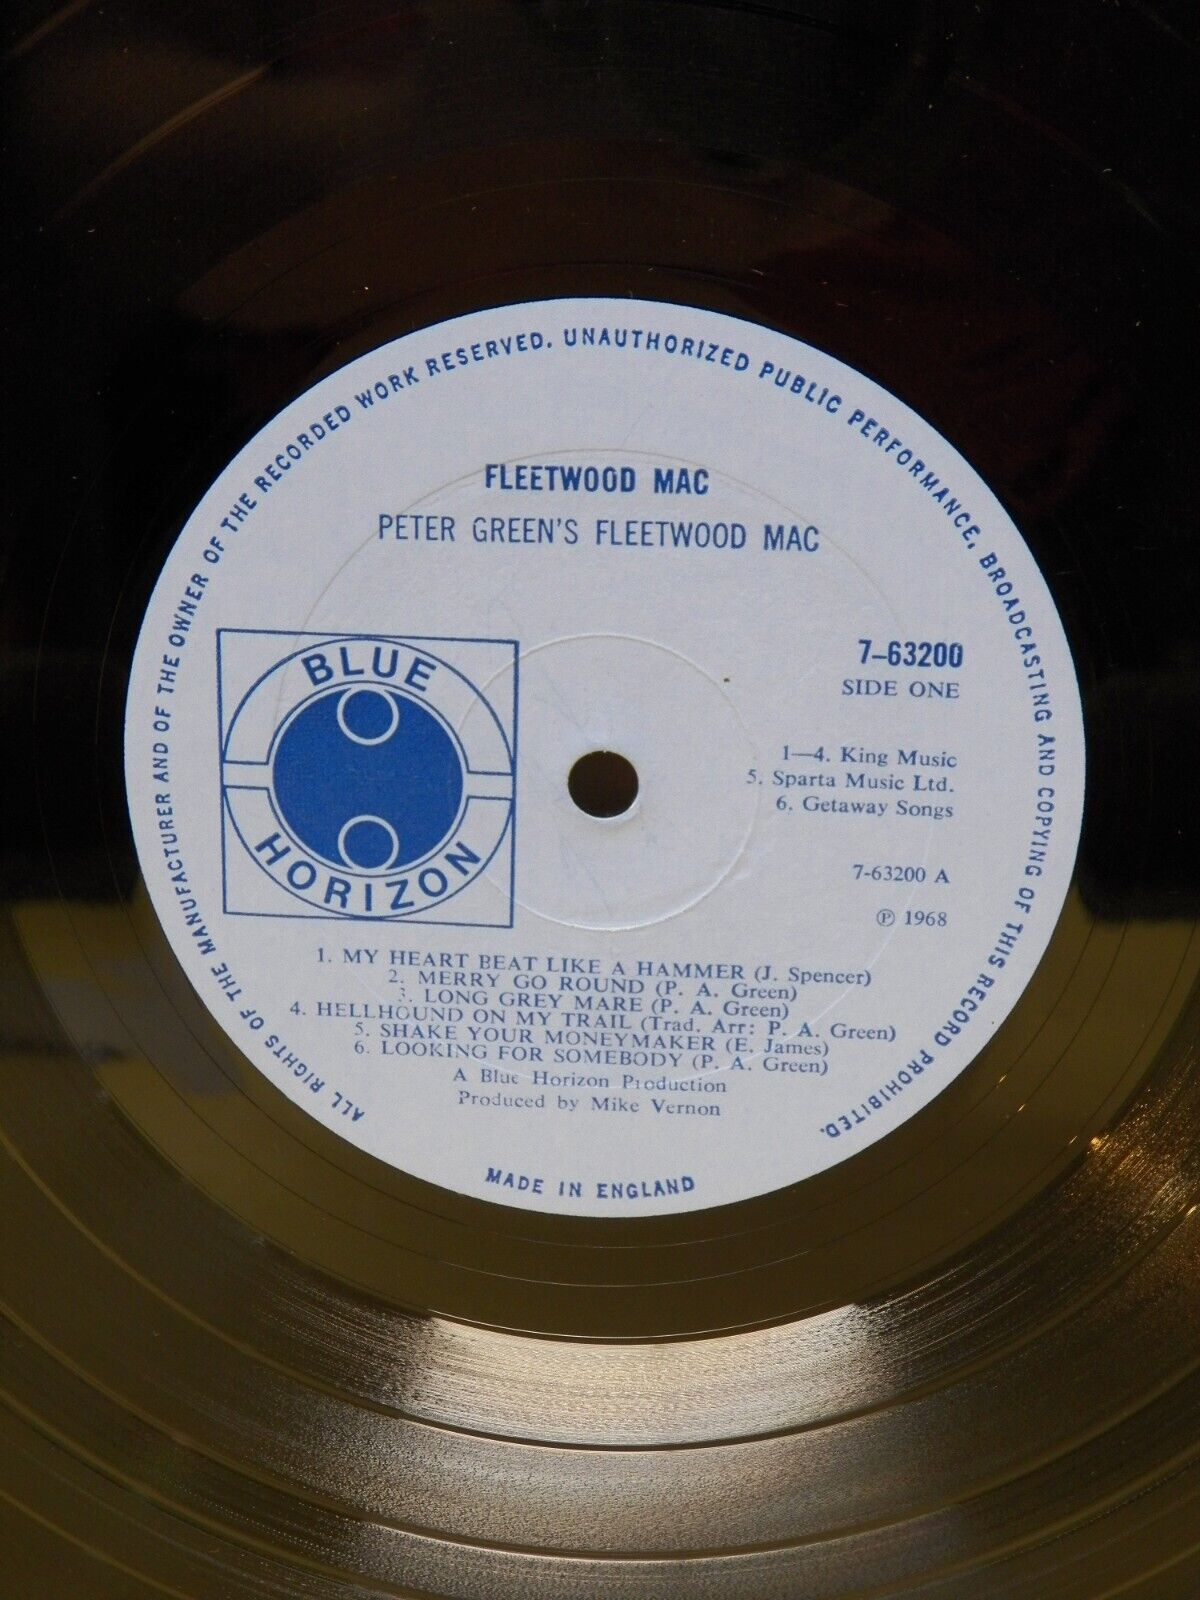 ALL RIGHTS OF THE MANUFACTURER AND OF THE OWNER OF THE RECORDED WORK RESERVED. UNAUTHORIZED PUBLIC PERFORMANCE, BROADCASTING AND COPYING OF THIS RECORD PROHIBITED.
FLEETWOOD MAC
PETER GREEN'S FLEETWOOD MAC
BLUE
HORIZON
7–63200
SIDE ONE
1—4. King Music
5. Sparta Music Ltd.
6. Getaway Songs
7-63200 A
℗ 1968
1. MY HEART BEAT LIKE A HAMMER (J. Spencer)
2. MERRY GO ROUND (P. A. Green)
3. LONG GREY MARE (P. A. Green)
4. HELLHOUND ON MY TRAIL (Trad. Arr: P. A. Green)
5. SHAKE YOUR MONEYMAKER (E. James)
6. LOOKING FOR SOMEBODY (P. A. Green)
A Blue Horizon Production
Produced by Mike Vernon
MADE IN ENGLAND